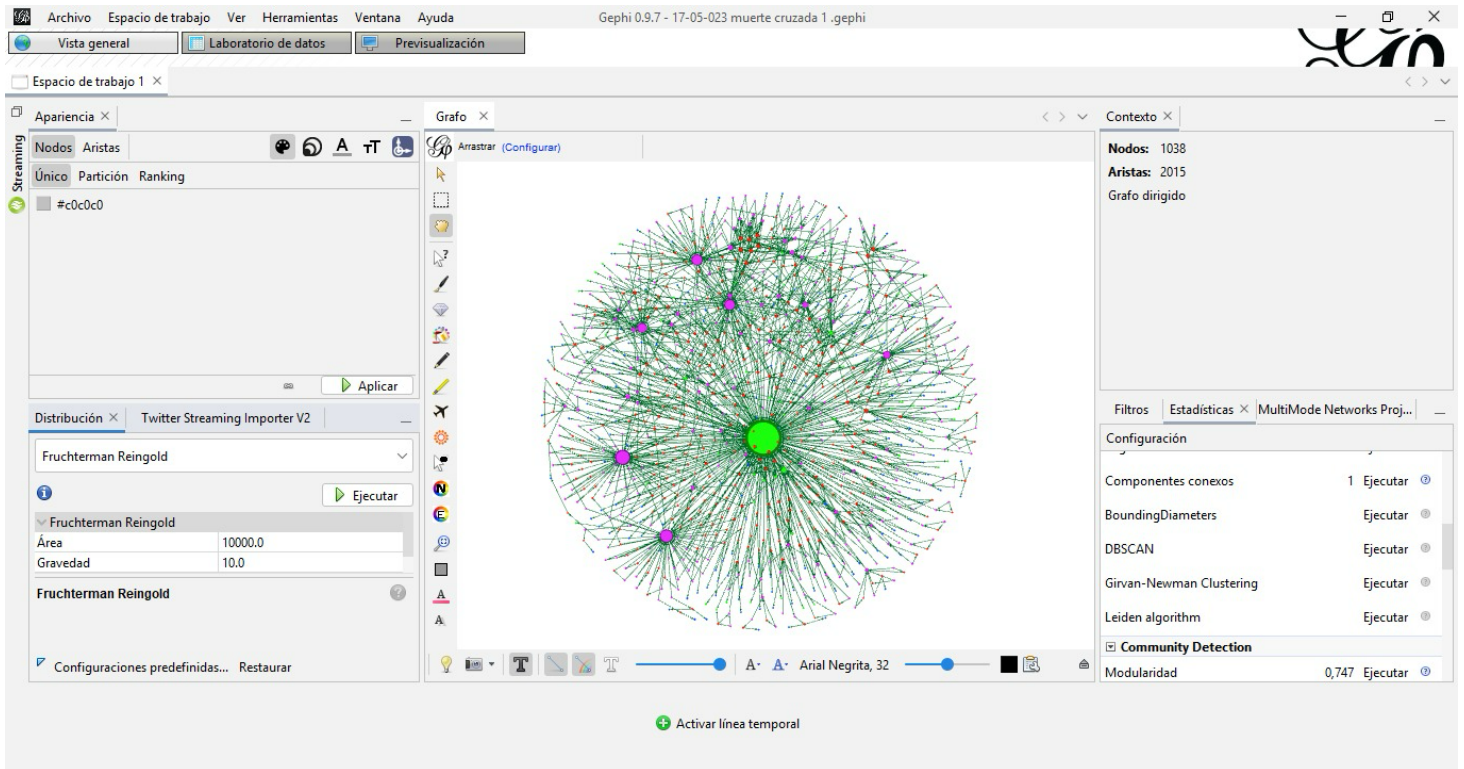 Archivo Espacio de trabajo Ver Herramientas Ventana Ayuda Gephi 0.9.7 - 17-05-023 muerte cruzada 1 .gephi
Vista general Laboratorio de datos Previsualización
Espacio de trabajo 1
Streaming
Apariencia
Nodos Aristas
Único Partición Ranking
#c0c0c0
Aplicar
Distribución Twitter Streaming Importer V2
Fruchterman Reingold
Ejecutar
Fruchterman Reingold
Área 10000.0
Gravedad 10.0
Fruchterman Reingold
Configuraciones predefinidas... Restaurar
Grafo
Arrastrar (Configurar)
Arial Negrita, 32
Contexto
Nodos: 1038
Aristas: 2015
Grafo dirigido
Filtros Estadísticas MultiMode Networks Proj...
Configuración
Componentes conexos 1 Ejecutar
BoundingDiameters Ejecutar
DBSCAN Ejecutar
Girvan-Newman Clustering Ejecutar
Leiden algorithm Ejecutar
Community Detection
Modularidad 0,747 Ejecutar
Activar línea temporal